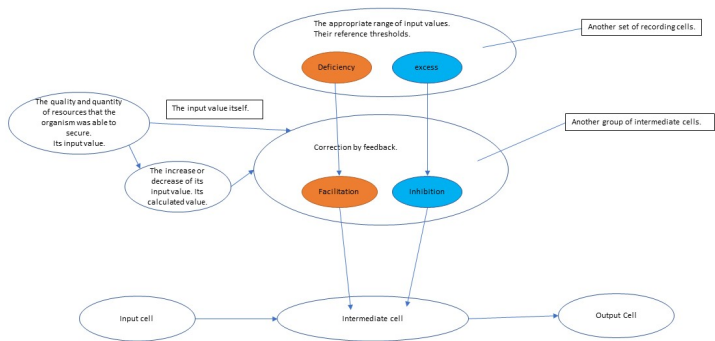 The appropriate range of input values.
Their reference thresholds.
Another set of recording cells.
Deficiency
excess
The quality and quantity
of resources that the
organism was able to
secure.
Its input value.
The input value itself.
Another group of intermediate cells.
Correction by feedback.
The increase or
decrease of its
input value. Its
calculated value.
Facilitation
Inhibition
Input cell
Intermediate cell
Output Cell